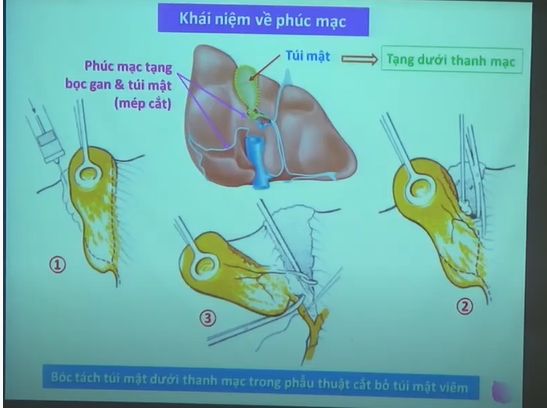 Khái niệm về phúc mạc
Túi mật
Tạng dưới thanh mạc
Phúc mạc tạng
bọc gan & túi mật
(mép cắt)
①
②
③
Bóc tách túi mật dưới thanh mạc trong phẫu thuật cắt bỏ túi mật viêm